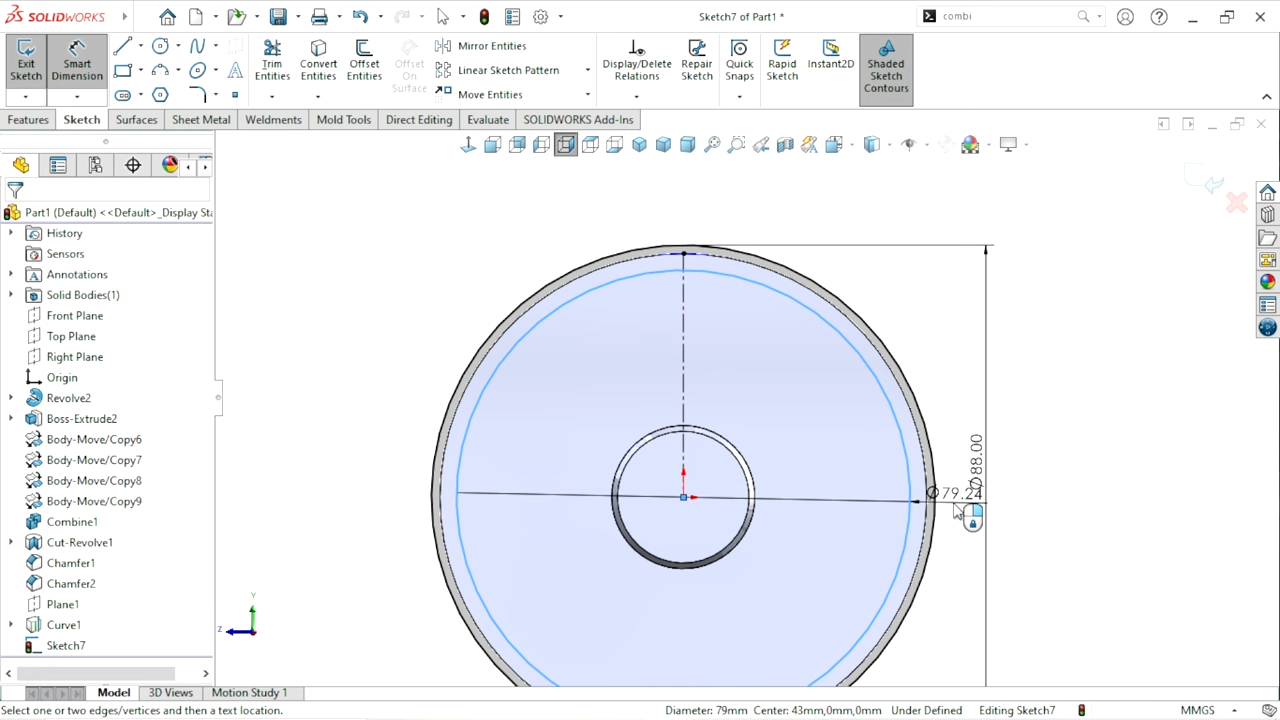 SOLIDWORKS
Sketch7 of Part1 *
combi
Exit Sketch
Smart Dimension
Trim Entities
Convert Entities
Offset Entities
Offset On Surface
Mirror Entities
Linear Sketch Pattern
Move Entities
Display/Delete Relations
Repair Sketch
Quick Snaps
Rapid Sketch
Instant2D
Shaded Sketch Contours
Features
Sketch
Surfaces
Sheet Metal
Weldments
Mold Tools
Direct Editing
Evaluate
SOLIDWORKS Add-Ins
Part1 (Default) <<Default>_Display Sta
History
Sensors
Annotations
Solid Bodies(1)
Front Plane
Top Plane
Right Plane
Origin
Revolve2
Boss-Extrude2
Body-Move/Copy6
Body-Move/Copy7
Body-Move/Copy8
Body-Move/Copy9
Combine1
Cut-Revolve1
Chamfer1
Chamfer2
Plane1
Curve1
Sketch7
Ø88.00
Ø79.24
Y
Z
Model
3D Views
Motion Study 1
Select one or two edges/vertices and then a text location.
Diameter: 79mm Center: 43mm,0mm,0mm
Under Defined
Editing Sketch7
MMGS